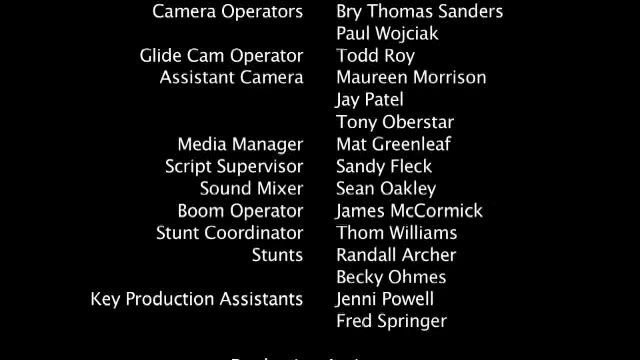 Camera Operators Bry Thomas Sanders
Paul Wojciak
Glide Cam Operator Todd Roy
Assistant Camera Maureen Morrison
Jay Patel
Tony Oberstar
Media Manager Mat Greenleaf
Script Supervisor Sandy Fleck
Sound Mixer Sean Oakley
Boom Operator James McCormick
Stunt Coordinator Thom Williams
Stunts Randall Archer
Becky Ohmes
Key Production Assistants Jenni Powell
Fred Springer